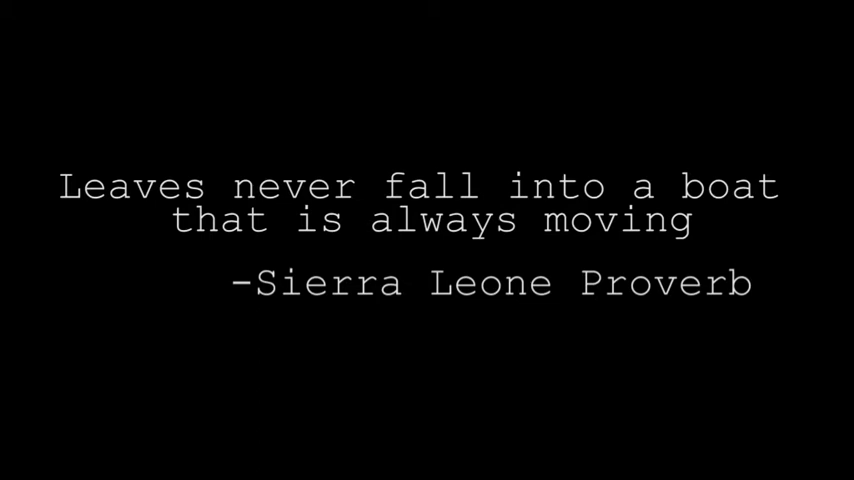 Leaves never fall into a boat
that is always moving
-Sierra Leone Proverb